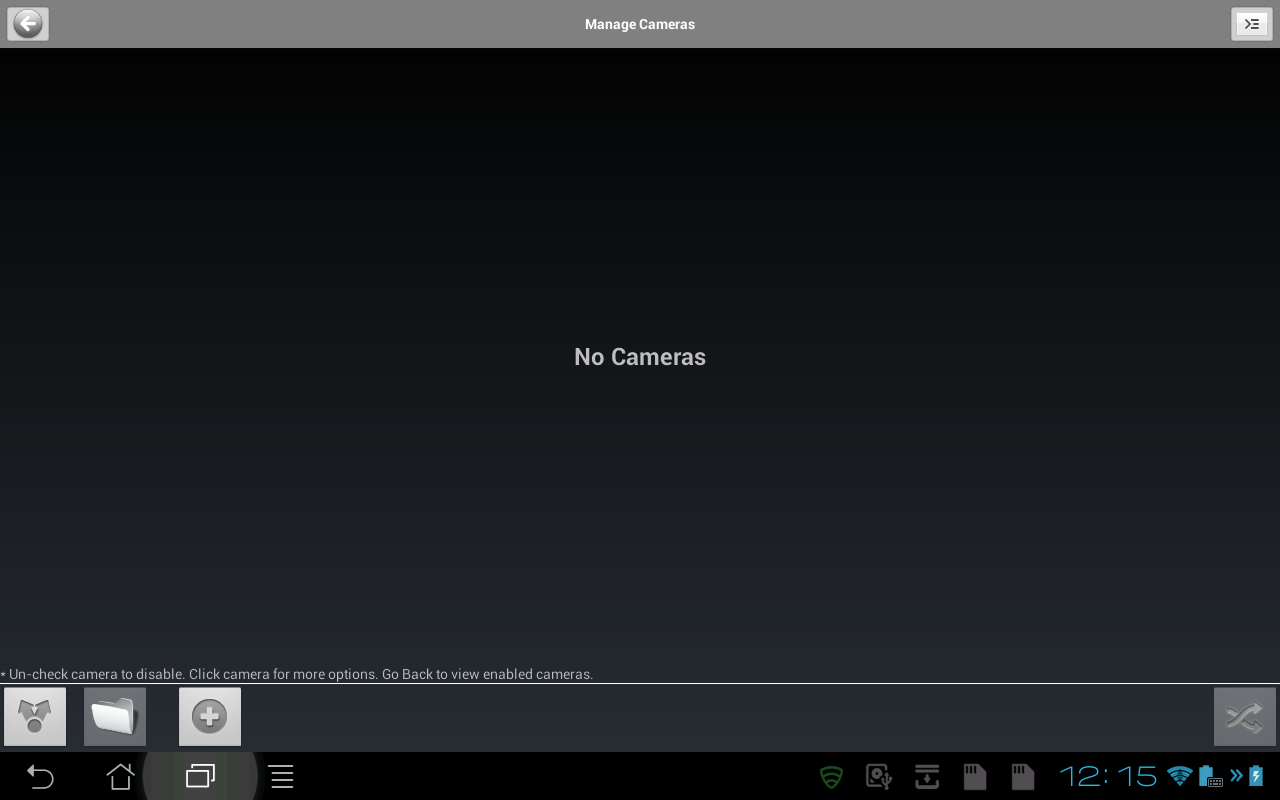 Manage Cameras
No Cameras
* Un-check camera to disable. Click camera for more options. Go Back to view enabled cameras.
12:15